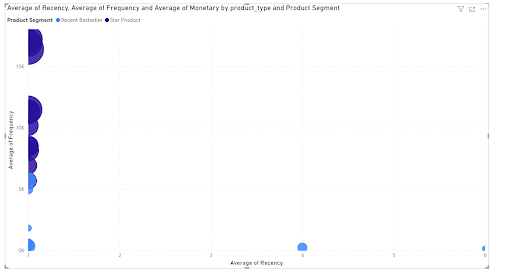 Average of Recency, Average of Frequency and Average of Monetary by product_type and Product Segment
Product Segment Recent Bestseller Star Product
Average of Frequency
15K
10K
5K
0K
1 2 3 4 5 6
Average of Recency